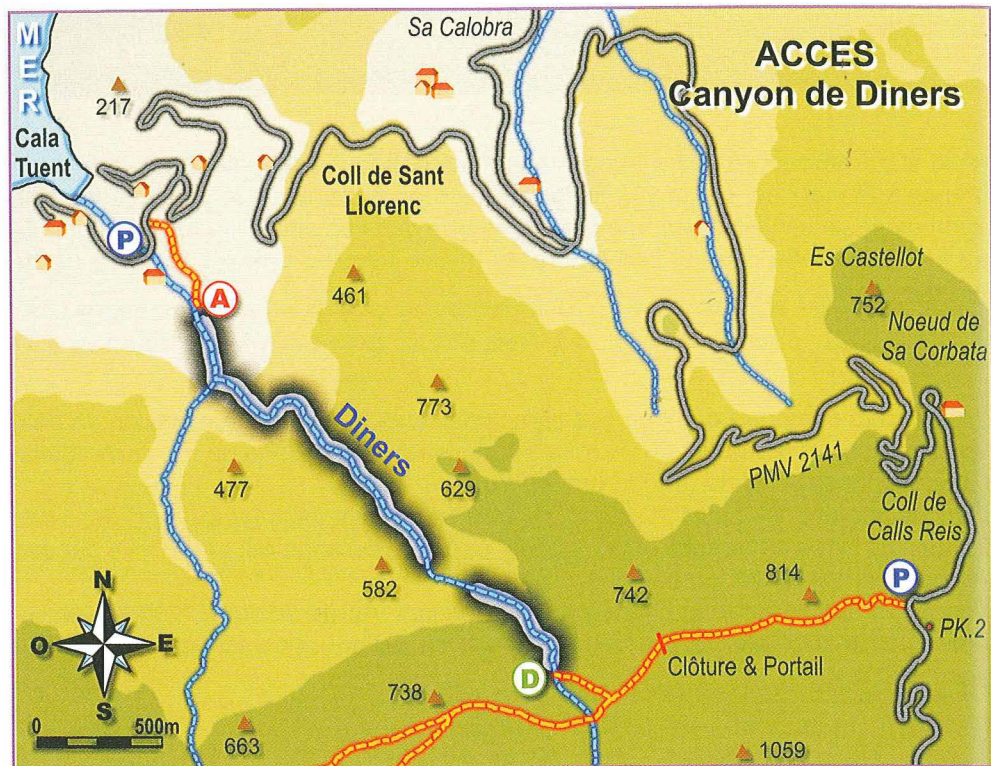 MER
Sa Calobra
ACCES
Canyon de Diners
217
Cala
Tuent
Coll de Sant
Llorenc
P
A
461
Es Castellot
752
Noeud de
Sa Corbata
773
Diners
PMV 2141
477
629
Coll de
Calls Reis
582
742
814
P
PK.2
N
O
E
S
Clôture & Portail
D
738
0
500m
663
1059